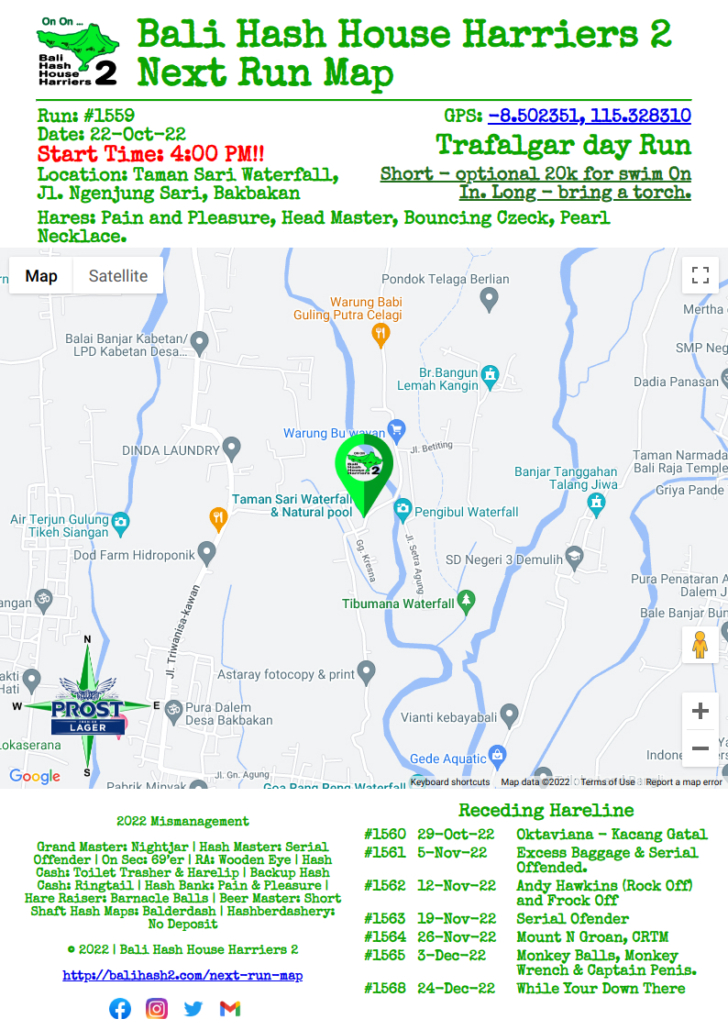 On On ...
Bali
Hash
House
Harriers 2
Bali Hash House Harriers 2
Next Run Map
Run: #1559
Date: 22-Oct-22
Start Time: 4:00 PM!!
Location: Taman Sari Waterfall,
Jl. Ngenjung Sari, Bakbakan
GPS: -8.502351, 115.328310
Trafalgar day Run
Short - optional 20k for swim On
In. Long - bring a torch.
Hares: Pain and Pleasure, Head Master, Bouncing Czeck, Pearl
Necklace.
Map
Satellite
Pondok Telaga Berlian
Mertha
Warung Babi
Guling Putra Celagi
Balai Banjar Kabetan/
LPD Kabetan Desa...
SMP Neg
Br.Bangun
Lemah Kangin
Dadia Panasan
Warung Bu wayan
Jl. Betiting
DINDA LAUNDRY
Taman Narmada
Bali Raja Temple
Banjar Tanggahan
Talang Jiwa
Griya Pande
Taman Sari Waterfall
& Natural pool
Pengibul Waterfall
Air Terjun Gulung
Tikeh Siangan
Dod Farm Hidroponik
Gg. Kresna
Jl. Setra Agung
SD Negeri 3 Demulih
Pura Penataran A
Dalem J
Jl. Triwanisa-kawan
angan
Tibumana Waterfall
Bale Banjar Bun
N
akti
Hati
Astaray fotocopy & print
W
PROST
LAGER
E
Pura Dalem
Desa Bakbakan
Vianti kebayabali
Lokaserana
Gede Aquatic
Indone
S
Google
Jl. Gn. Agung
Pabrik Minyak
Goa Rang Reng Waterfall
Keyboard shortcuts
Map data ©2022
Terms of Use
Report a map error
2022 Mismanagement
Grand Master: Nightjar | Hash Master: Serial
Offender | On Sec: 69'er | RA: Wooden Eye | Hash
Cash: Toilet Trasher & Harelip | Backup Hash
Cash: Ringtail | Hash Bank: Pain & Pleasure |
Hare Raiser: Barnacle Balls | Beer Master: Short
Shaft Hash Maps: Balderdash | Hashberdashery:
No Deposit
© 2022 | Bali Hash House Harriers 2
http://balihash2.com/next-run-map
Receding Hareline
#1560 29-Oct-22 Oktaviana - Kacang Gatal
#1561 5-Nov-22 Excess Baggage & Serial
Offended.
#1562 12-Nov-22 Andy Hawkins (Rock Off)
and Frock Off
#1563 19-Nov-22 Serial Ofender
#1564 26-Nov-22 Mount N Groan, CRTM
#1565 3-Dec-22 Monkey Balls, Monkey
Wrench & Captain Penis.
#1568 24-Dec-22 While Your Down There